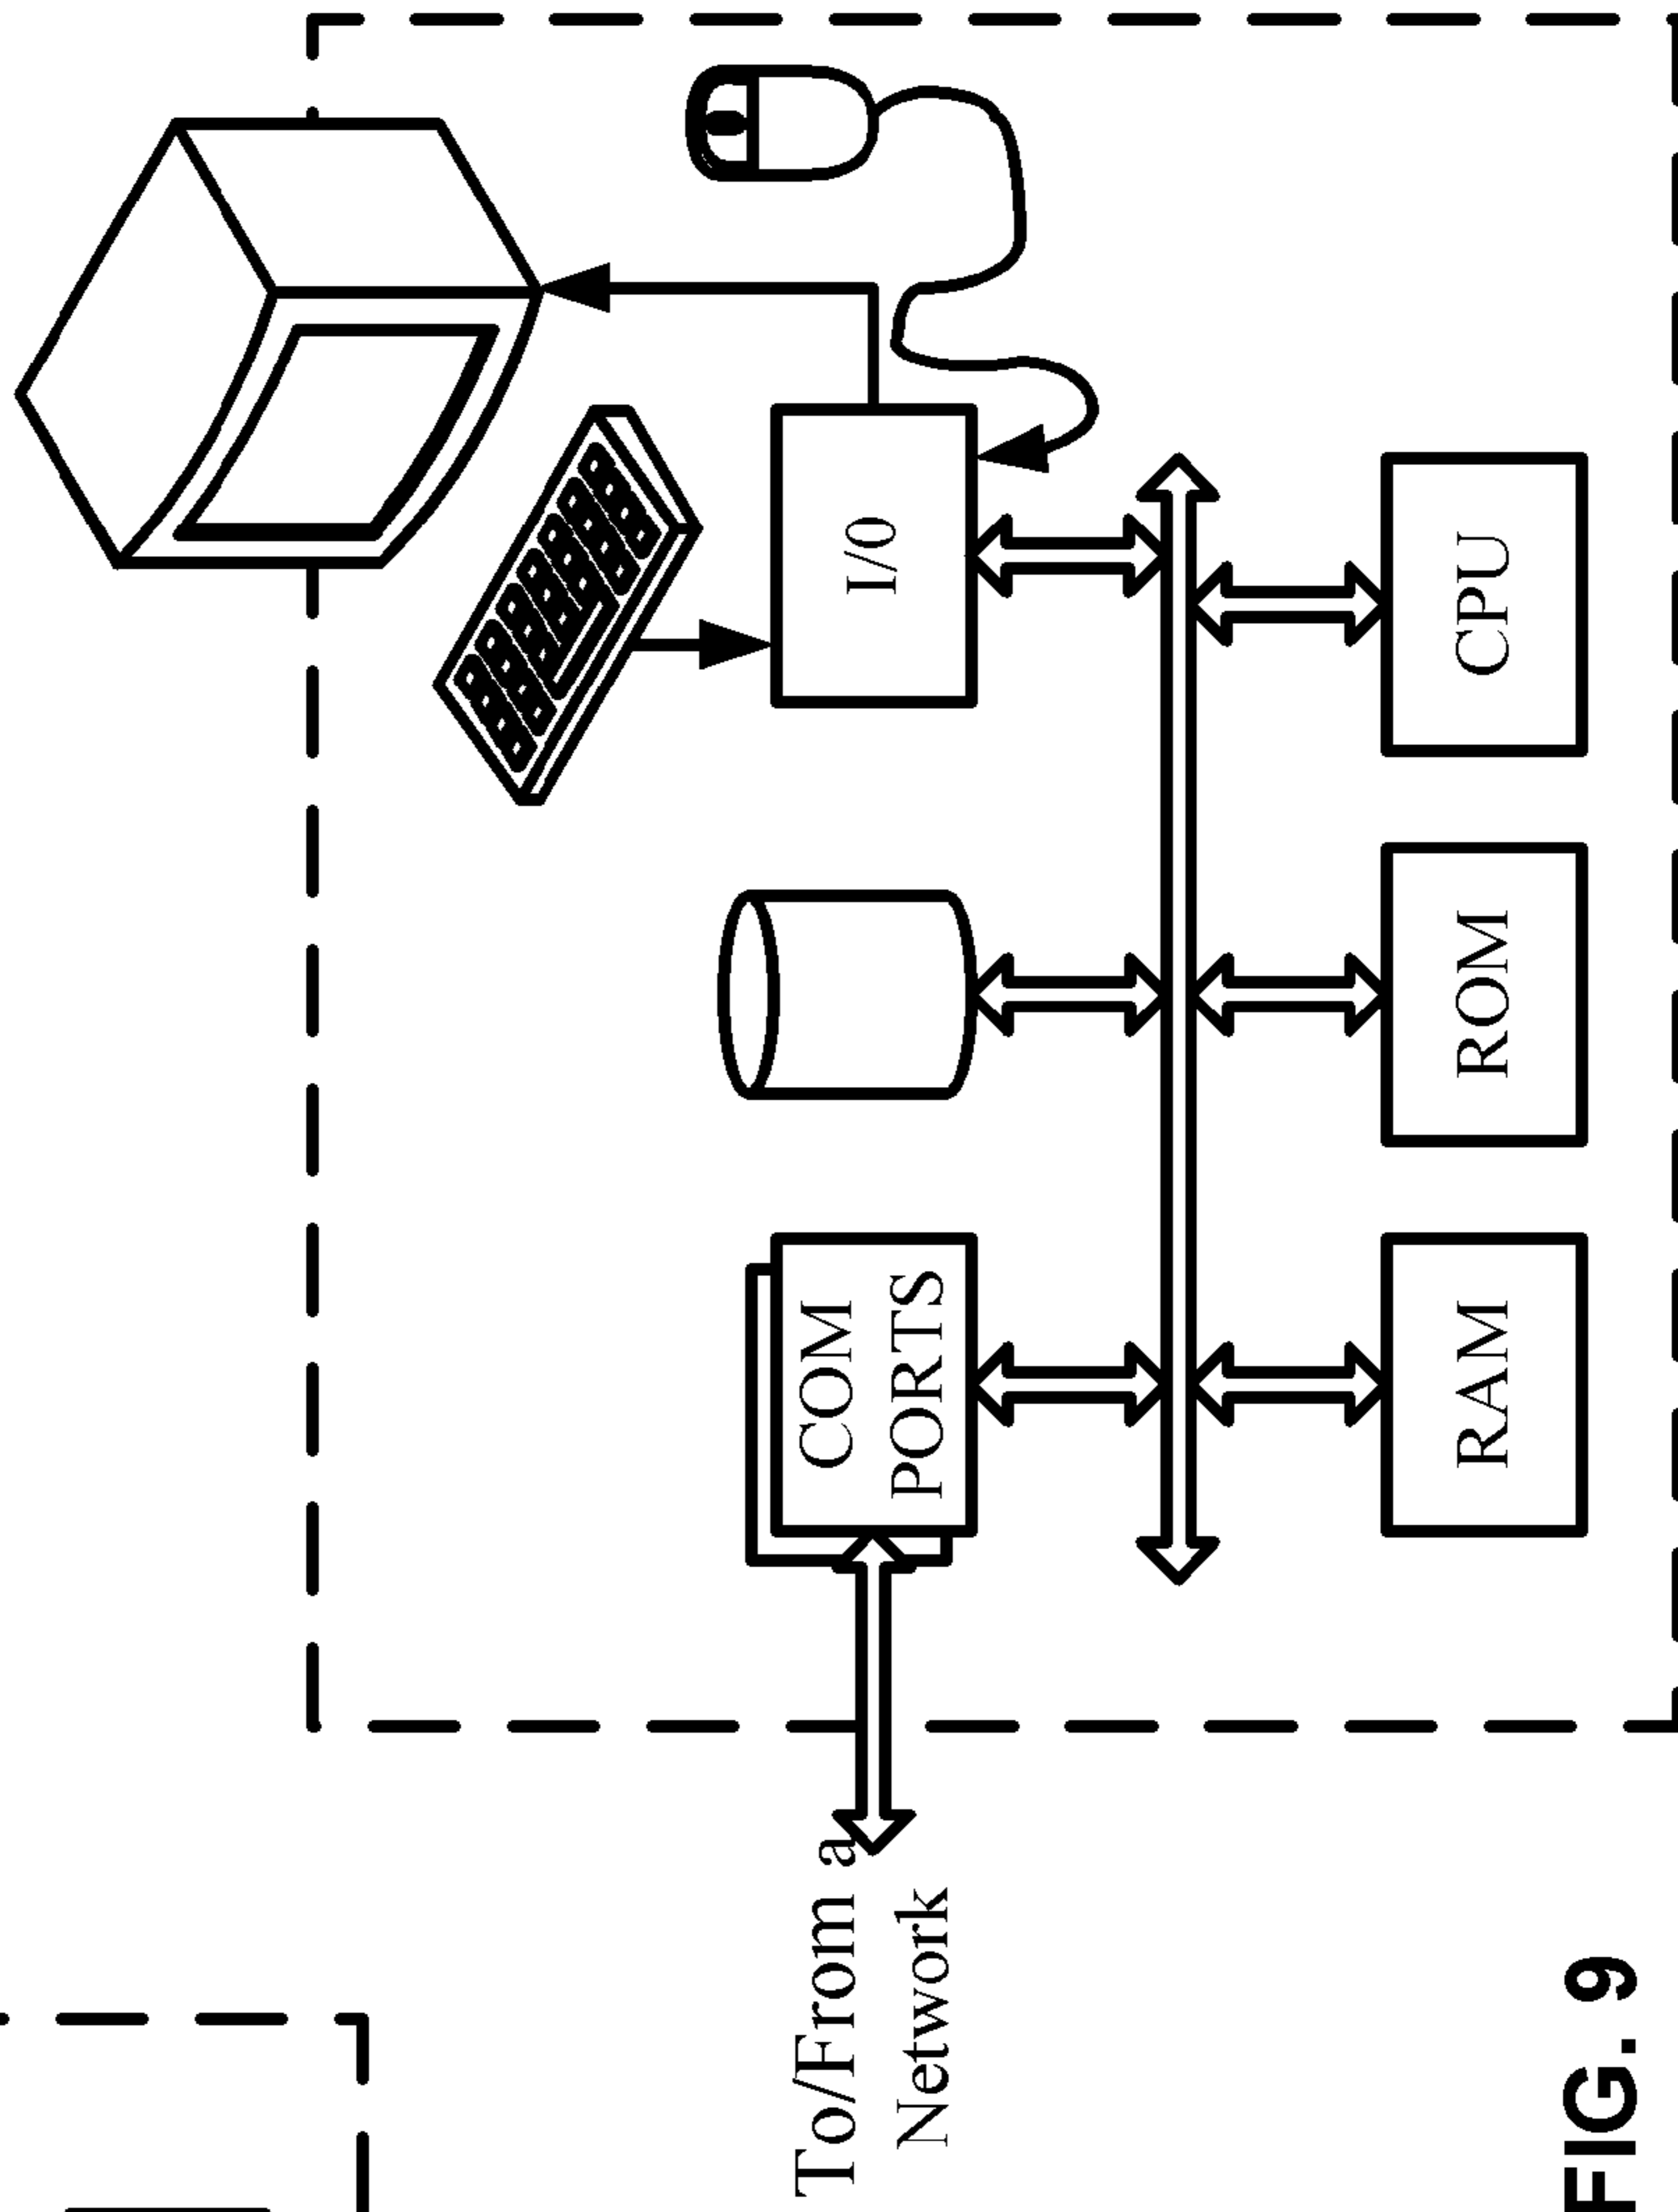 I/0
COM
PORTS
CPU
ROM
RAM
To/From a
Network
FIG. 9